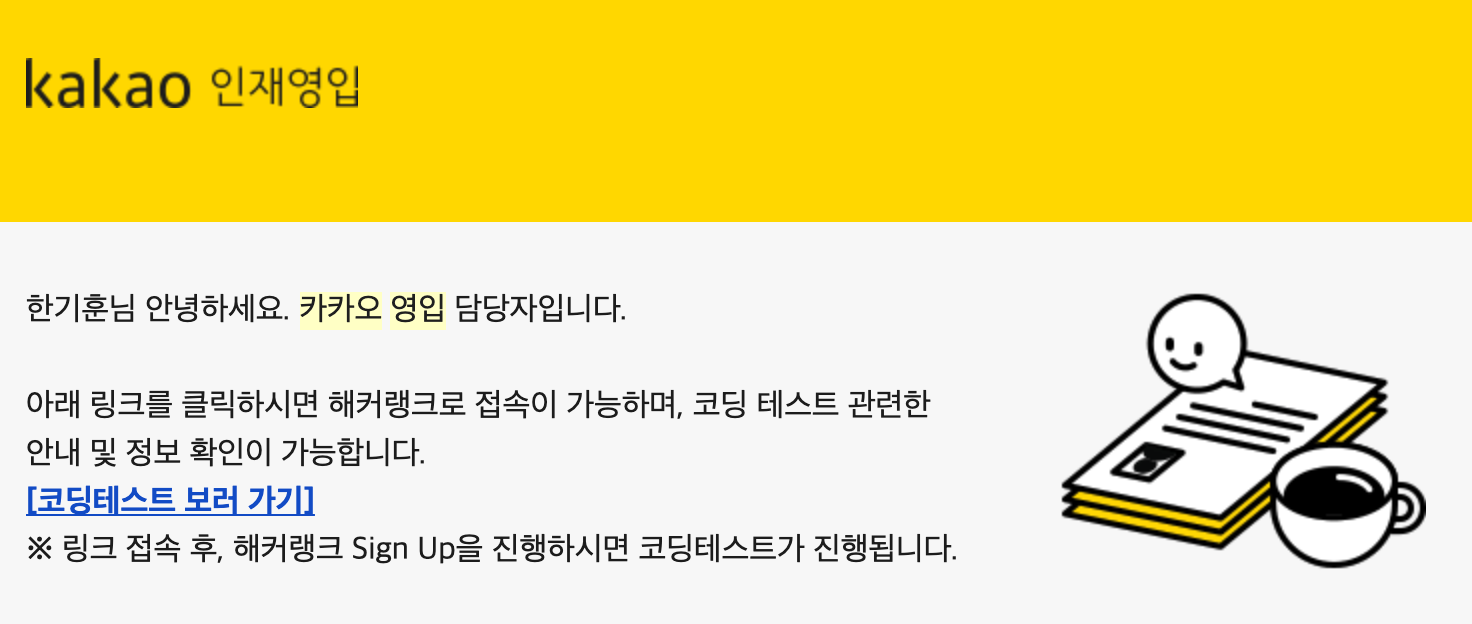 kakao 인재영입
한기훈님 안녕하세요. 카카오 영입 담당자입니다.
아래 링크를 클릭하시면 해커랭크로 접속이 가능하며, 코딩 테스트 관련한
안내 및 정보 확인이 가능합니다.
[코딩테스트 보러 가기]
※ 링크 접속 후, 해커랭크 Sign Up을 진행하시면 코딩테스트가 진행됩니다.